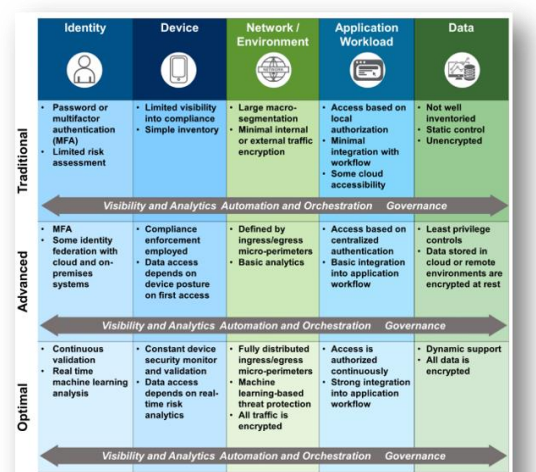 Identity
Device
Network /
Environment
Application
Workload
Data
Traditional
• Password or
multifactor
authentication
(MFA)
• Limited risk
assessment
• Limited visibility
into compliance
• Simple inventory
• Large macro-
segmentation
• Minimal internal
or external traffic
encryption
• Access based on
local
authorization
• Minimal
integration with
workflow
• Some cloud
accessibility
• Not well
inventoried
• Static control
• Unencrypted
Visibility and Analytics Automation and Orchestration Governance
Advanced
• MFA
• Some identity
federation with
cloud and on-
premises
systems
• Compliance
enforcement
employed
• Data access
depends on
device posture
on first access
• Defined by
ingress/egress
micro-perimeters
• Basic analytics
• Access based on
centralized
authentication
• Basic integration
into application
workflow
• Least privilege
controls
• Data stored in
cloud or remote
environments are
encrypted at rest
Visibility and Analytics Automation and Orchestration Governance
Optimal
• Continuous
validation
• Real time
machine learning
analysis
• Constant device
security monitor
and validation
• Data access
depends on real-
time risk
analytics
• Fully distributed
ingress/egress
micro-perimeters
• Machine
learning-based
threat protection
• All traffic is
encrypted
• Access is
authorized
continuously
• Strong integration
into application
workflow
• Dynamic support
• All data is
encrypted
Visibility and Analytics Automation and Orchestration Governance